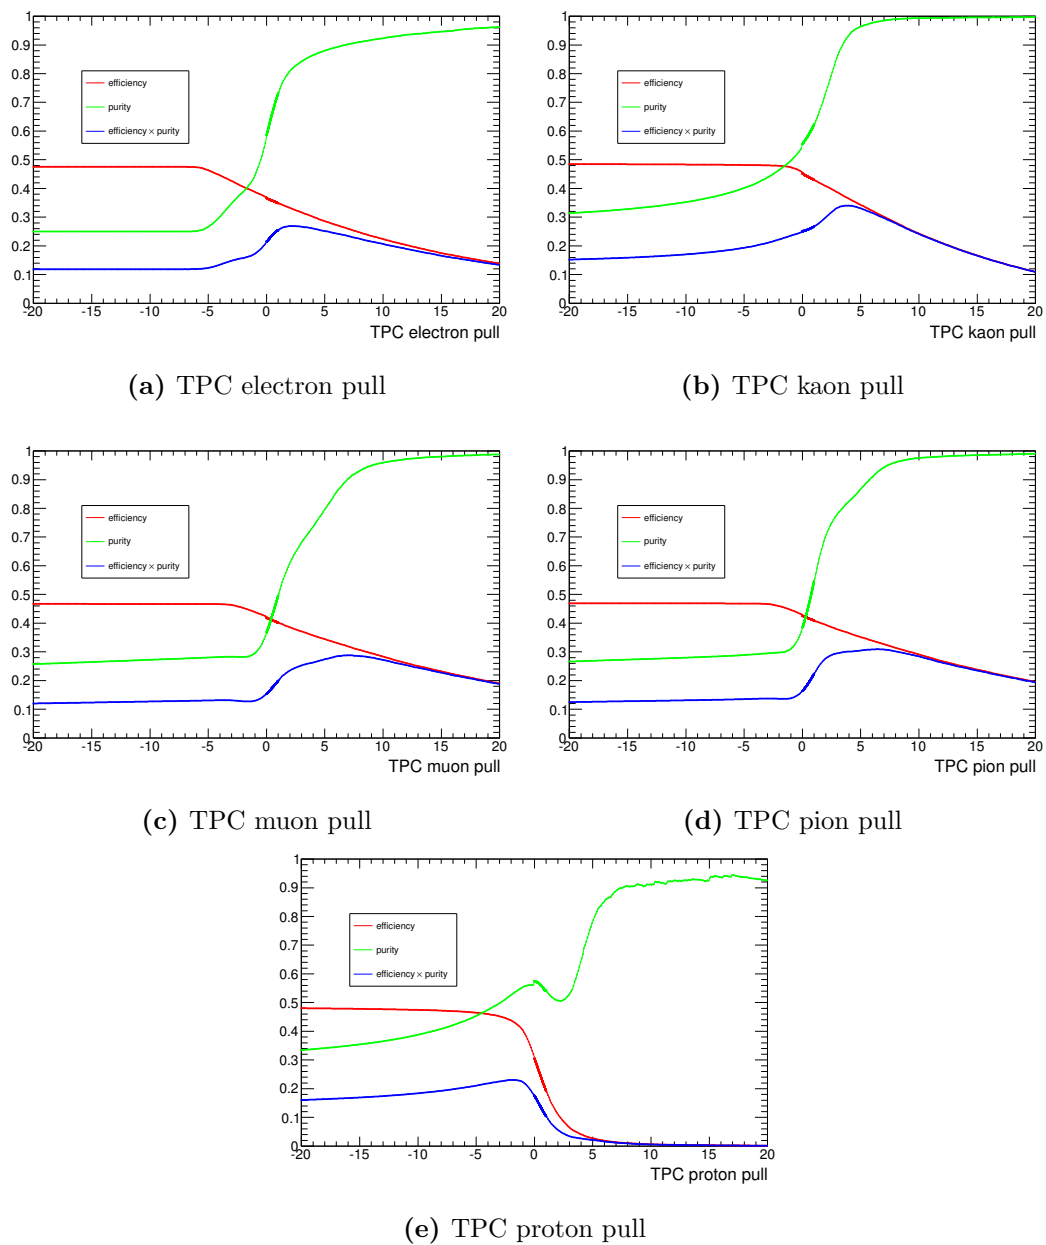 1
0.9
0.8
0.7
0.6
0.5
0.4
0.3
0.2
0.1
0
efficiency
purity
efficiency × purity
-20 -15 -10 -5 0 5 10 15 20
TPC electron pull
1
0.9
0.8
0.7
0.6
0.5
0.4
0.3
0.2
0.1
0
efficiency
purity
efficiency × purity
-20 -15 -10 -5 0 5 10 15 20
TPC kaon pull
(a) TPC electron pull
(b) TPC kaon pull
1
0.9
0.8
0.7
0.6
0.5
0.4
0.3
0.2
0.1
0
efficiency
purity
efficiency × purity
-20 -15 -10 -5 0 5 10 15 20
TPC muon pull
1
0.9
0.8
0.7
0.6
0.5
0.4
0.3
0.2
0.1
0
efficiency
purity
efficiency × purity
-20 -15 -10 -5 0 5 10 15 20
TPC pion pull
(c) TPC muon pull
(d) TPC pion pull
1
0.9
0.8
0.7
0.6
0.5
0.4
0.3
0.2
0.1
0
efficiency
purity
efficiency × purity
-20 -15 -10 -5 0 5 10 15 20
TPC proton pull
(e) TPC proton pull